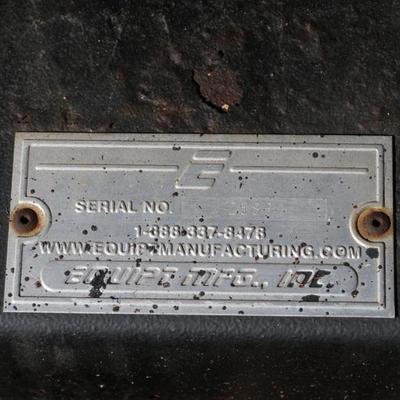 E
SERIAL NO.
1-888-337-8478
WWW.EQUIPTMANUFACTURING.COM
EQUIPT MFG., INC.